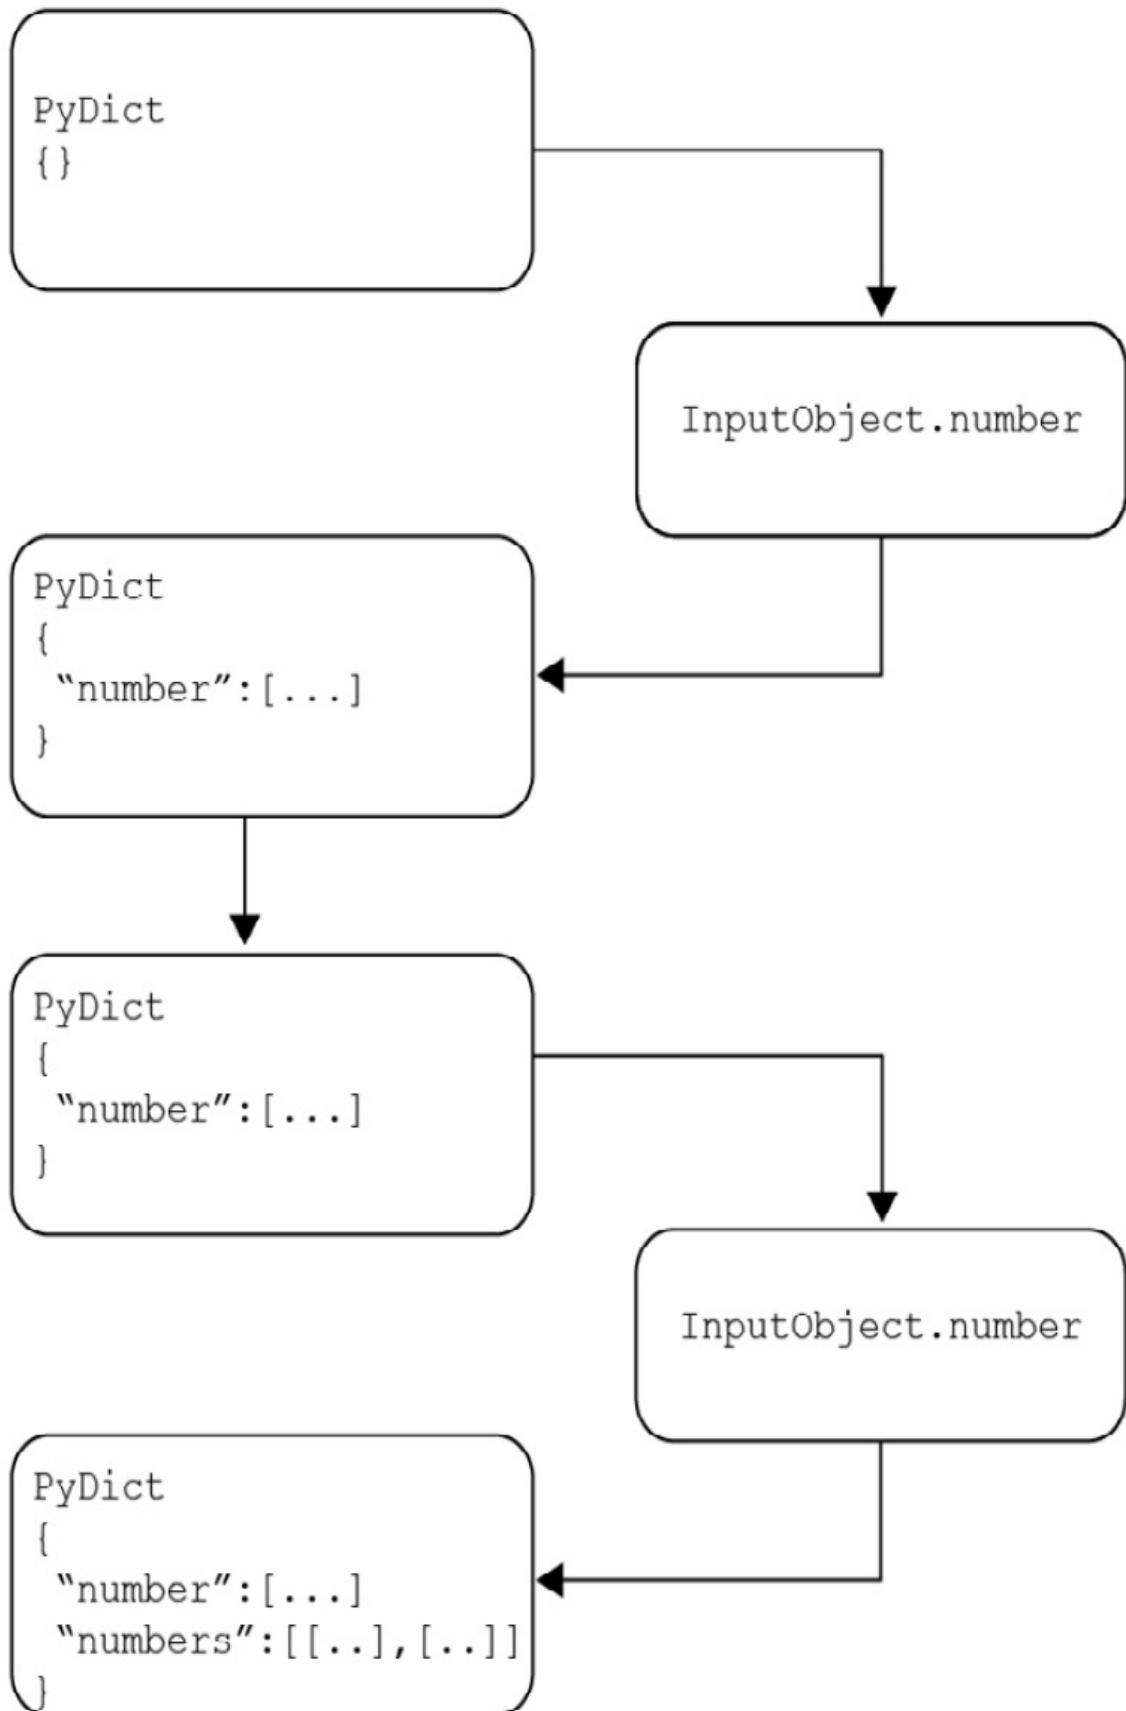 PyDict
{}
InputObject.number
PyDict
{
“number”:[...]
}
PyDict
{
“number”:[...]
}
InputObject.number
PyDict
{
“number”:[...]
“numbers”:[[..],[..]]
}